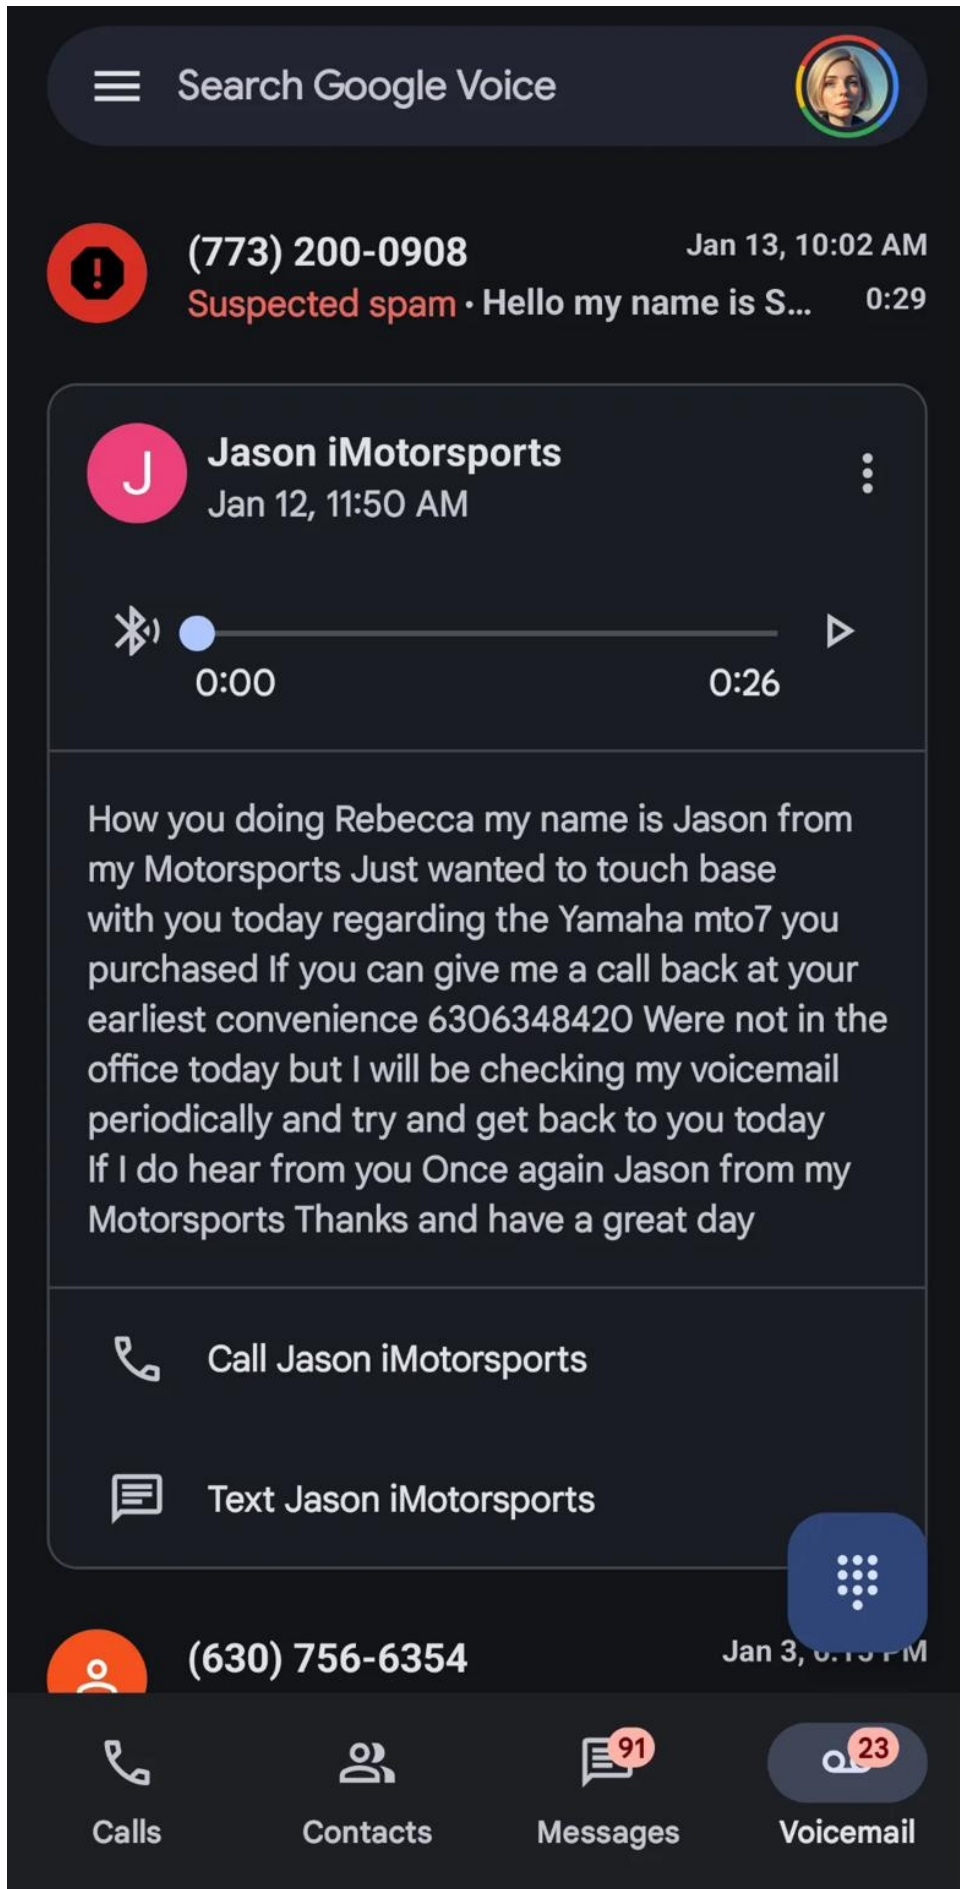 Search Google Voice
(773) 200-0908
Jan 13, 10:02 AM
Suspected spam · Hello my name is S...
0:29
J
Jason iMotorsports
Jan 12, 11:50 AM
0:00
0:26
How you doing Rebecca my name is Jason from
my Motorsports Just wanted to touch base
with you today regarding the Yamaha mto7 you
purchased If you can give me a call back at your
earliest convenience 6306348420 Were not in the
office today but I will be checking my voicemail
periodically and try and get back to you today
If I do hear from you Once again Jason from my
Motorsports Thanks and have a great day
Call Jason iMotorsports
Text Jason iMotorsports
(630) 756-6354
Jan 3,
91
23
Calls
Contacts
Messages
Voicemail